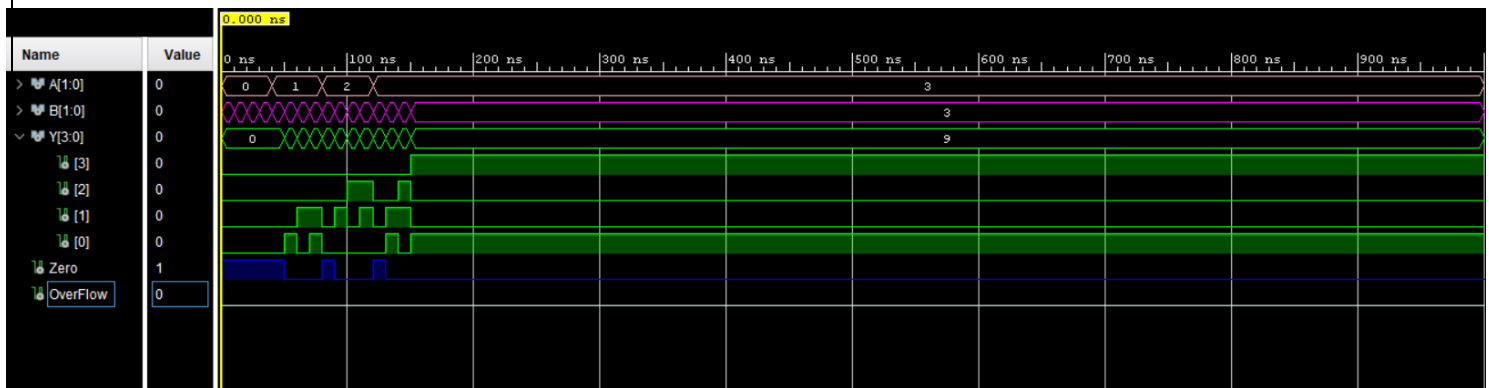 0.000 ns
Name Value 0 ns 100 ns 200 ns 300 ns 400 ns 500 ns 600 ns 700 ns 800 ns 900 ns
A[1:0] 0 0 1 2 3
B[1:0] 0 3
Y[3:0] 0 0 9
[3] 0
[2] 0
[1] 0
[0] 0
Zero 1
OverFlow 0